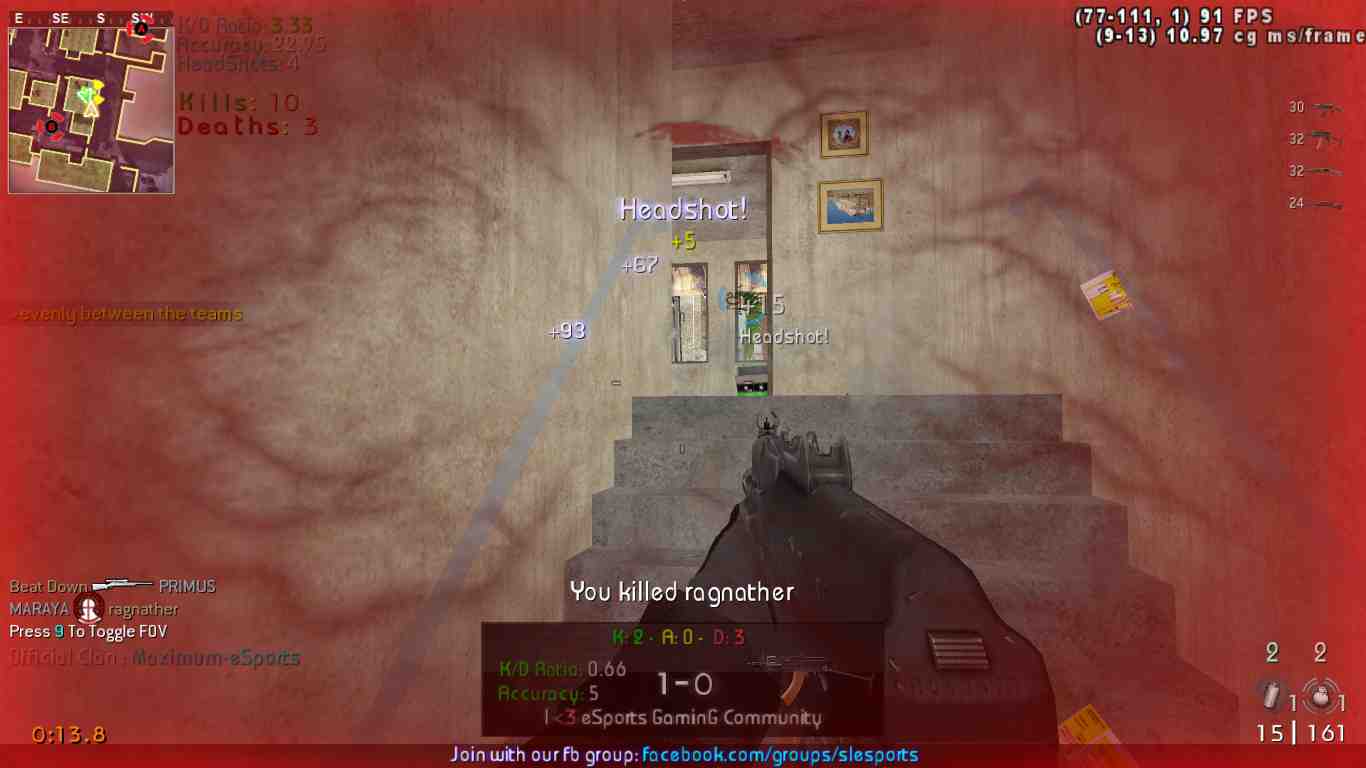 E SE S SW
A
O
K/D Ratio: 3.33
Accuracy: 22.75
HeadShots: 4
Kills: 10
Deaths: 3
(77-111, 1) 91 FPS
(9-13) 10.97 cg ms/frame
30
32
32
24
Headshot!
+5
+67
+93
+15
Headshot!
-evenly between the teams
Beat Down PRIMUS
MARAYA ragnather
Press 9 To Toggle FOV
Official Clan : Maximum-eSports
0:13.8
You killed ragnather
K: 2 - A: 0 - D: 3
K/D Ratio: 0.66
Accuracy: 5
1-0
I <3 eSports GaminG Community
2 2
1 1
15| 161
Join with our fb group: facebook.com/groups/slesports